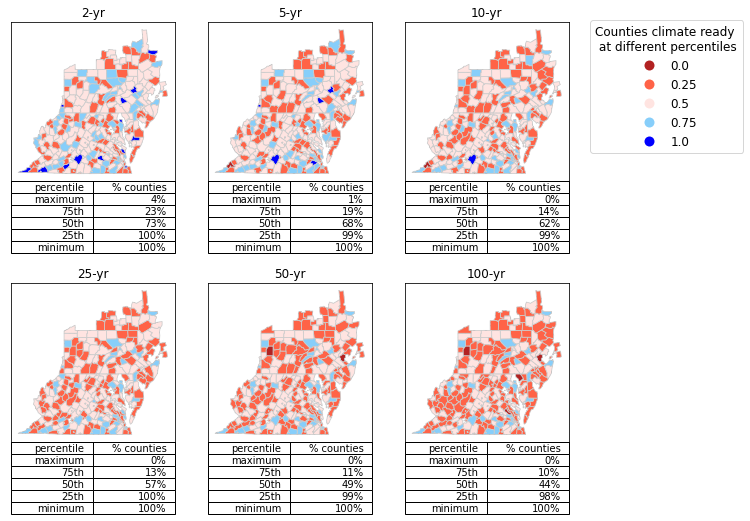 2-yr
percentile % counties
maximum 4%
75th 23%
50th 73%
25th 100%
minimum 100%
5-yr
percentile % counties
maximum 1%
75th 19%
50th 68%
25th 99%
minimum 100%
10-yr
percentile % counties
maximum 0%
75th 14%
50th 62%
25th 99%
minimum 100%
Counties climate ready
at different percentiles
0.0
0.25
0.5
0.75
1.0
25-yr
percentile % counties
maximum 0%
75th 13%
50th 57%
25th 100%
minimum 100%
50-yr
percentile % counties
maximum 0%
75th 11%
50th 49%
25th 99%
minimum 100%
100-yr
percentile % counties
maximum 0%
75th 10%
50th 44%
25th 98%
minimum 100%